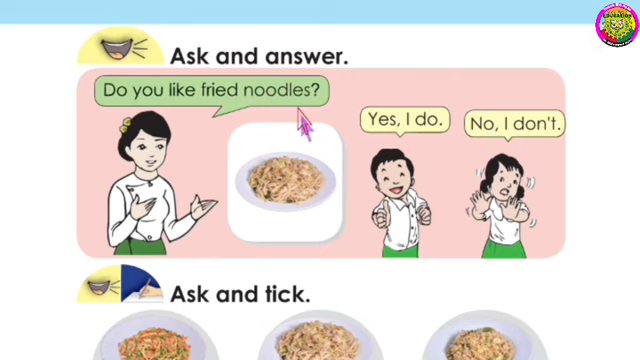 Ask and answer.
Do you like fried noodles?
Yes, I do.
No, I don't.
Ask and tick.